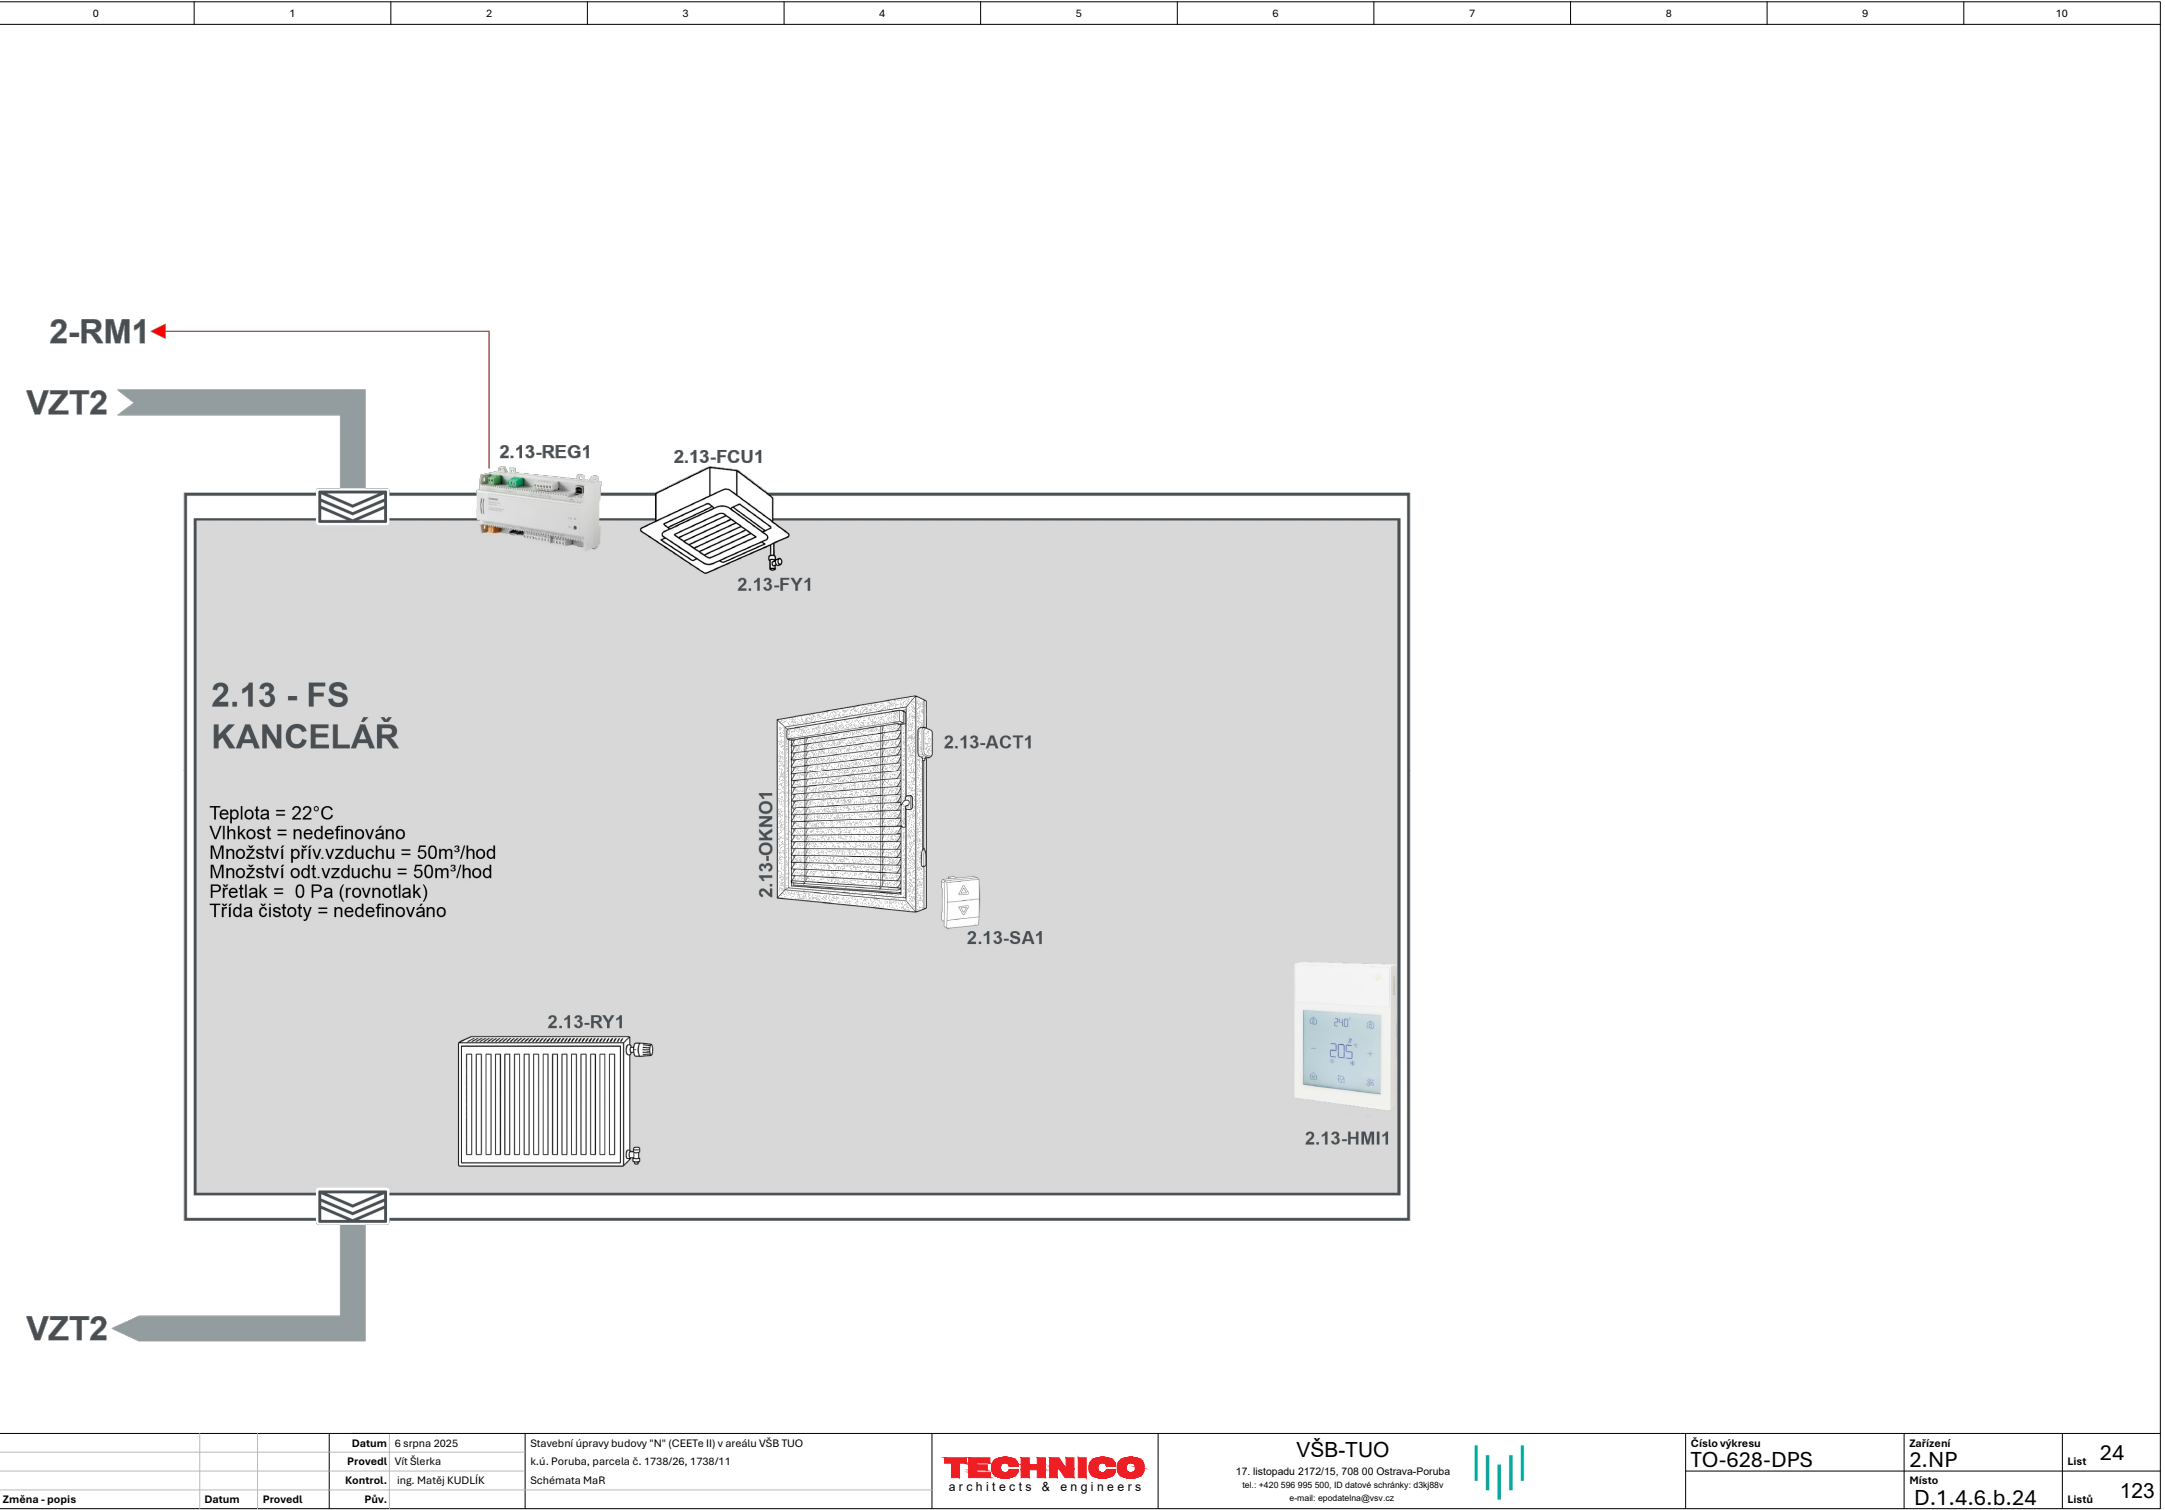 0 1 2 3 4 5 6 7 8 9 10
2-RM1
VZT2
2.13-REG1
2.13-FCU1
2.13-FY1
2.13 - FS
KANCELÁŘ
Teplota = 22°C
Vlhkost = nedefinováno
Množství přív.vzduchu = 50m³/hod
Množství odt.vzduchu = 50m³/hod
Přetlak =  0 Pa (rovnotlak)
Třída čistoty = nedefinováno
2.13-OKNO1
2.13-ACT1
2.13-SA1
2.13-RY1
240°
205
2.13-HMI1
VZT2
Změna - popis
Datum
Provedl
Datum 6 srpna 2025
Provedl Vít Šlerka
Kontrol. ing. Matěj KUDLÍK
Pův.
Stavební úpravy budovy "N" (CEETe II) v areálu VŠB TUO
k.ú. Poruba, parcela č. 1738/26, 1738/11
Schémata MaR
TECHNICO
architects & engineers
VŠB-TUO
17. listopadu 2172/15, 708 00 Ostrava-Poruba
tel.: +420 596 995 500, ID datové schránky: d3kj88v
e-mail: epodatelna@vsv.cz
Číslo výkresu
TO-628-DPS
Zařízení
2.NP
Místo
D.1.4.6.b.24
List 24
Listů 123